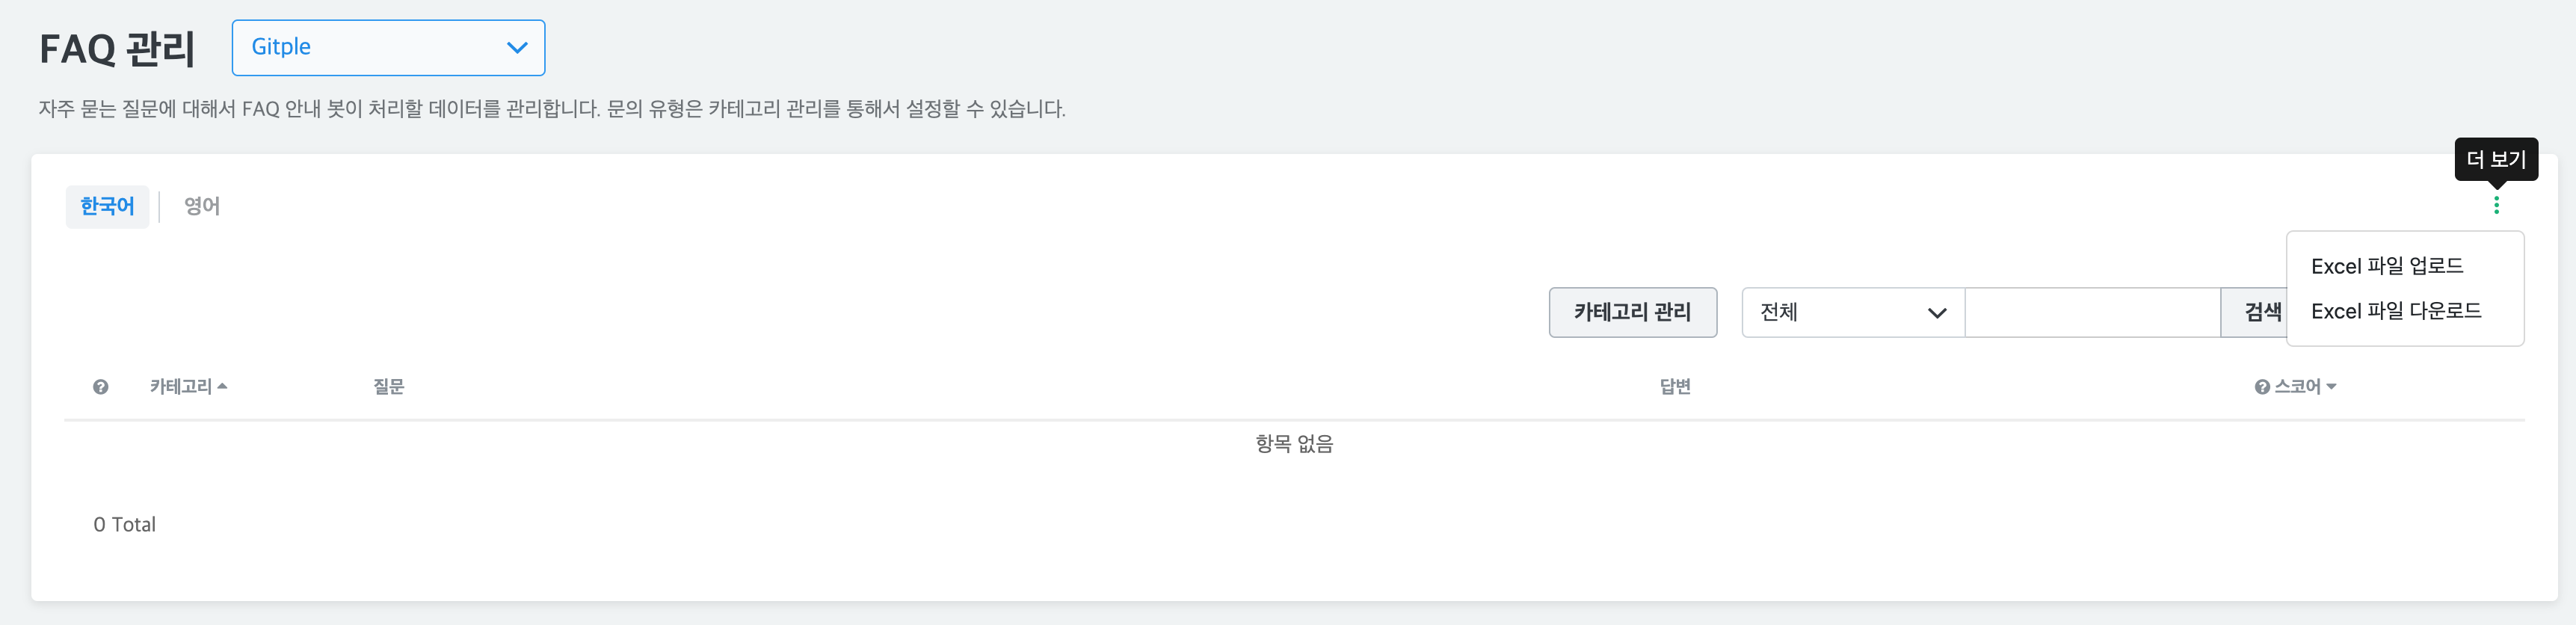 FAQ 관리
Gitple
자주 묻는 질문에 대해서 FAQ 안내 봇이 처리할 데이터를 관리합니다. 문의 유형은 카테고리 관리를 통해서 설정할 수 있습니다.
더 보기
한국어
영어
Excel 파일 업로드
Excel 파일 다운로드
카테고리 관리
전체
검색
카테고리
질문
답변
스코어
항목 없음
0 Total